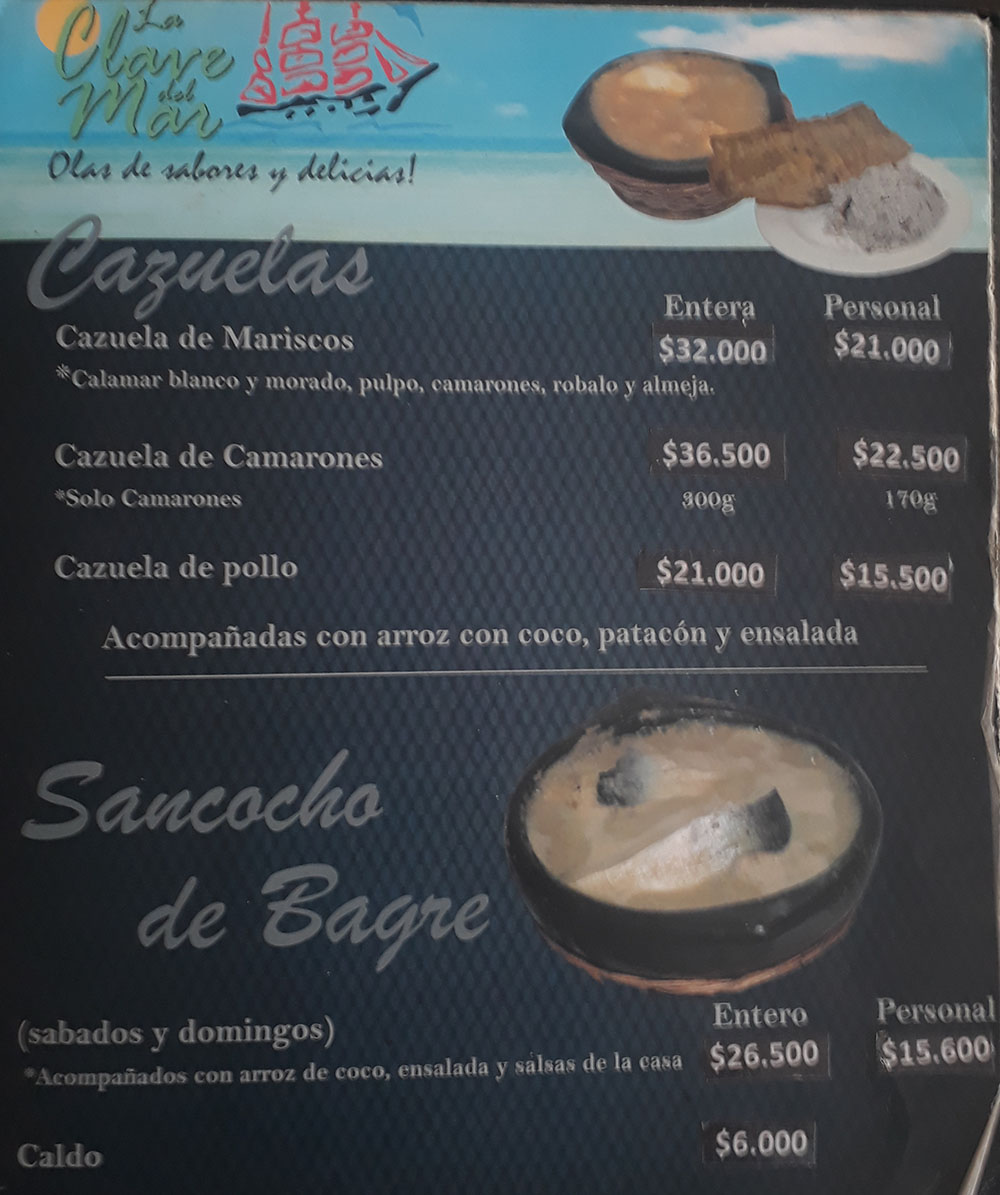 La
Clave
del
Mar
Olas de sabores y delicias!
Cazuelas
Entera Personal
Cazuela de Mariscos $32.000 $21.000
*Calamar blanco y morado, pulpo, camarones, robalo y almeja.
Cazuela de Camarones $36.500 $22.500
*Solo Camarones 300g 170g
Cazuela de pollo $21.000 $15.500
Acompañadas con arroz con coco, patacón y ensalada
Sancocho
de Bagre
Entero Personal
(sabados y domingos) $26.500 $15.600
*Acompañados con arroz de coco, ensalada y salsas de la casa
Caldo $6.000